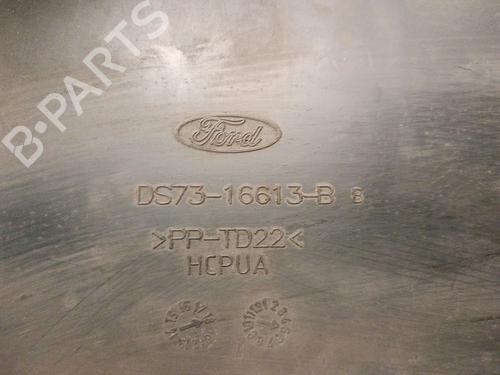 B-PARTS
Ford
DS73-16613-B
>PP-TD22<
HCPUA